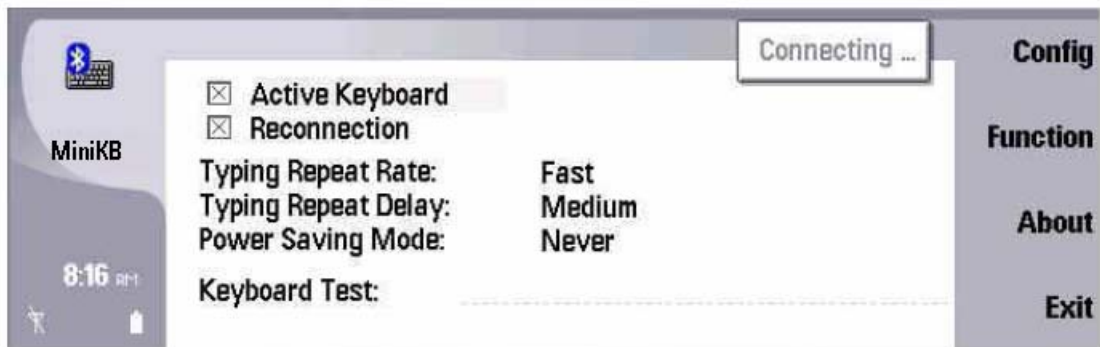 Connecting ...
Config
Active Keyboard
Reconnection
MiniKB
Function
Typing Repeat Rate: Fast
Typing Repeat Delay: Medium
Power Saving Mode: Never
About
8:16 am
Keyboard Test:
Exit